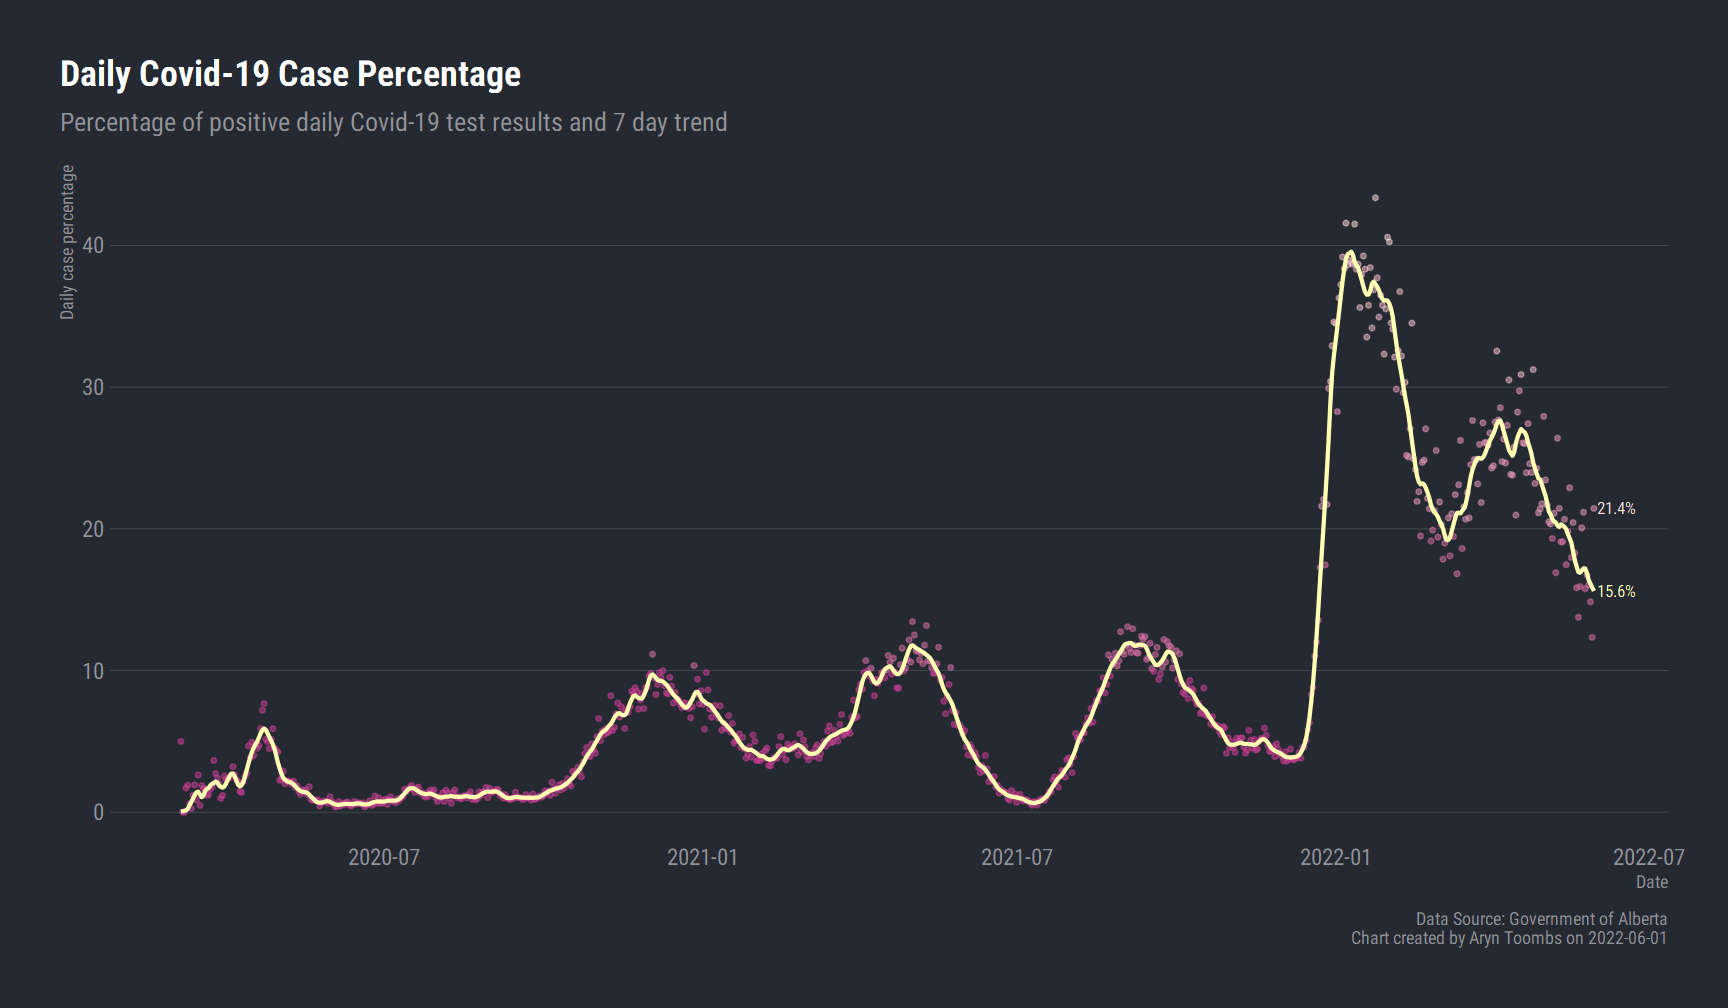 Daily Covid-19 Case Percentage
Percentage of positive daily Covid-19 test results and 7 day trend
Daily case percentage
40
30
20
10
0
21.4%
15.6%
2020-07
2021-01
2021-07
2022-01
2022-07
Date
Data Source: Government of Alberta
Chart created by Aryn Toombs on 2022-06-01